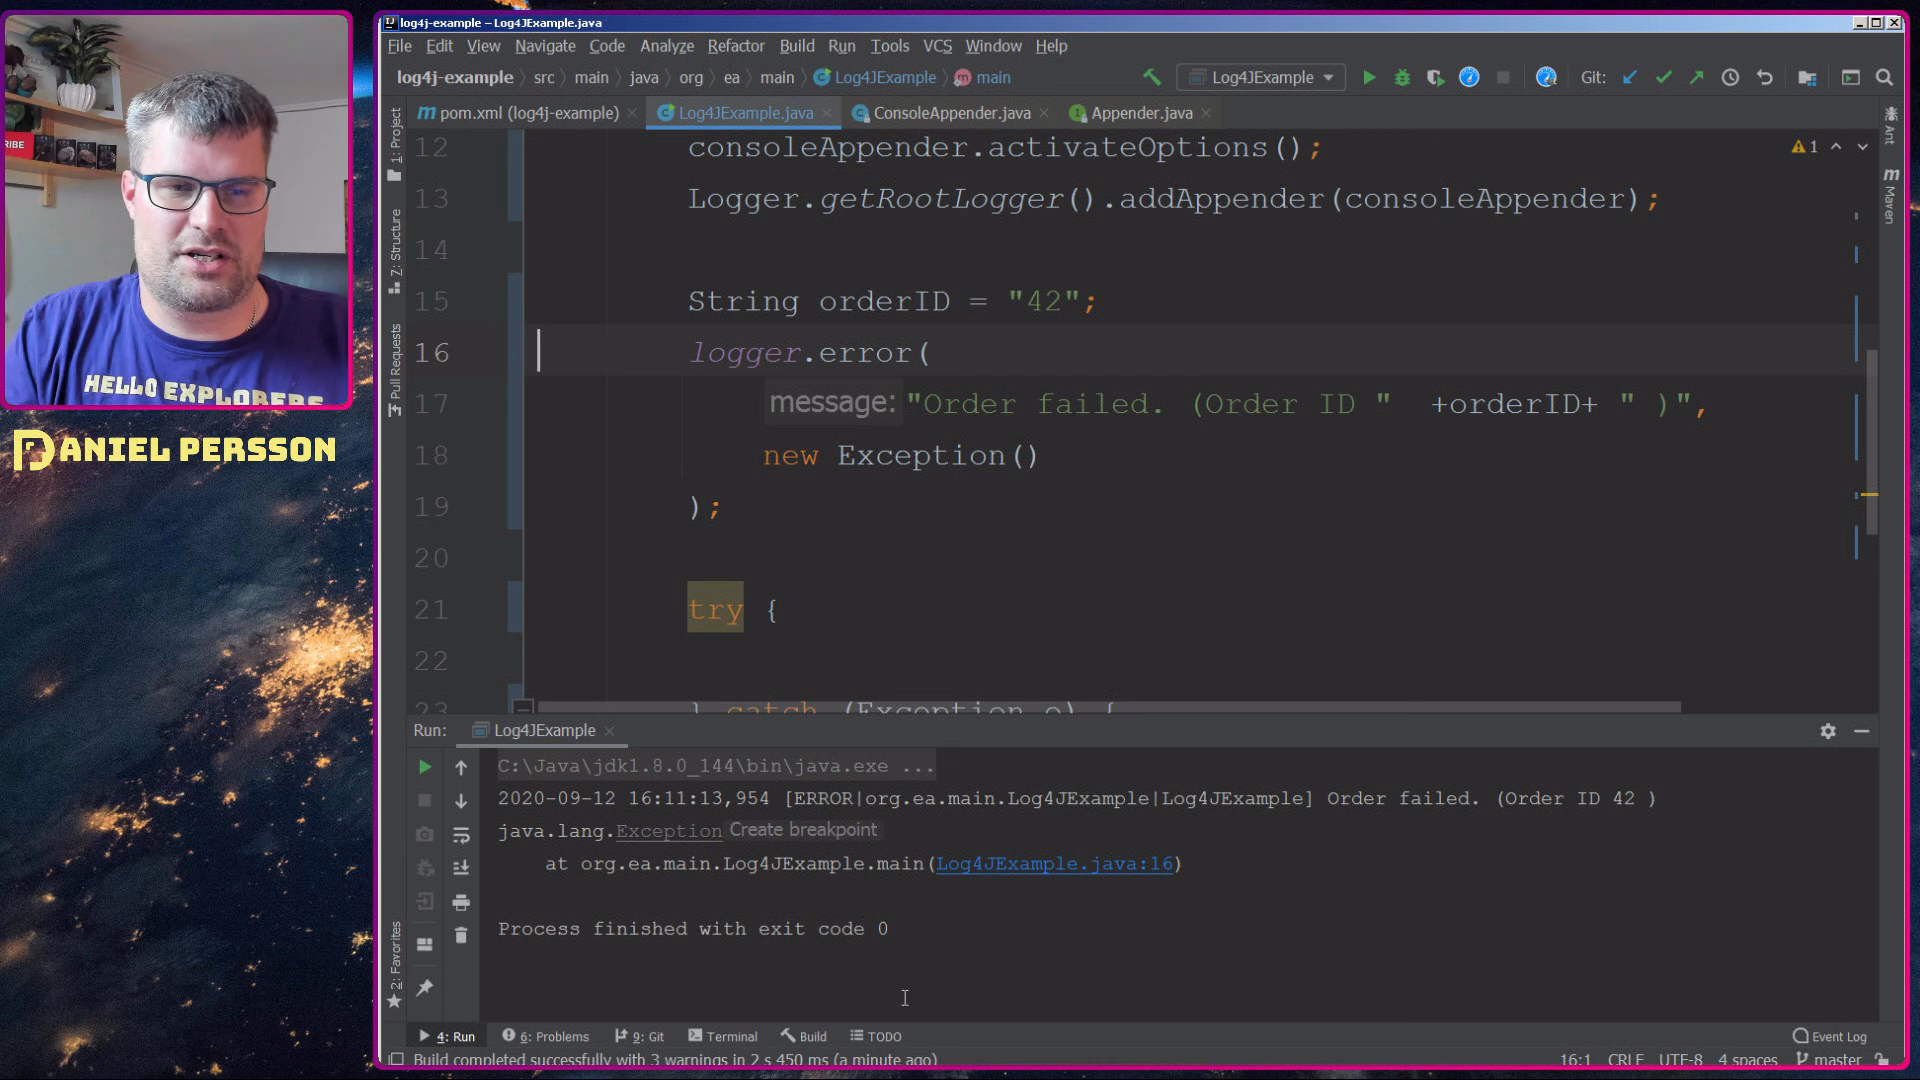 log4j-example – Log4JExample.java
File Edit View Navigate Code Analyze Refactor Build Run Tools VCS Window Help
log4j-example src main java org ea main Log4JExample main Log4JExample Git:
pom.xml (log4j-example) Log4JExample.java ConsoleAppender.java Appender.java
12 consoleAppender.activateOptions();
1
13 Logger.getRootLogger().addAppender(consoleAppender);
14
15 String orderID = "42";
16 logger.error(
17 message: "Order failed. (Order ID " +orderID+ " )",
18 new Exception()
19 );
20
21 try {
22
23 } catch (Exception e) {
1: Project
7: Structure
Pull Requests
2: Favorites
Ant
Maven
RIBE
HELLO EXPLORERS
DANIEL PERSSON
Run: Log4JExample
C:\Java\jdk1.8.0_144\bin\java.exe ...
2020-09-12 16:11:13,954 [ERROR|org.ea.main.Log4JExample|Log4JExample] Order failed. (Order ID 42 )
java.lang.Exception Create breakpoint
at org.ea.main.Log4JExample.main(Log4JExample.java:16)
Process finished with exit code 0
4: Run 6: Problems 9: Git Terminal Build TODO Event Log
Build completed successfully with 3 warnings in 2 s 450 ms (a minute ago) 16:1 CRLF UTF-8 4 spaces master